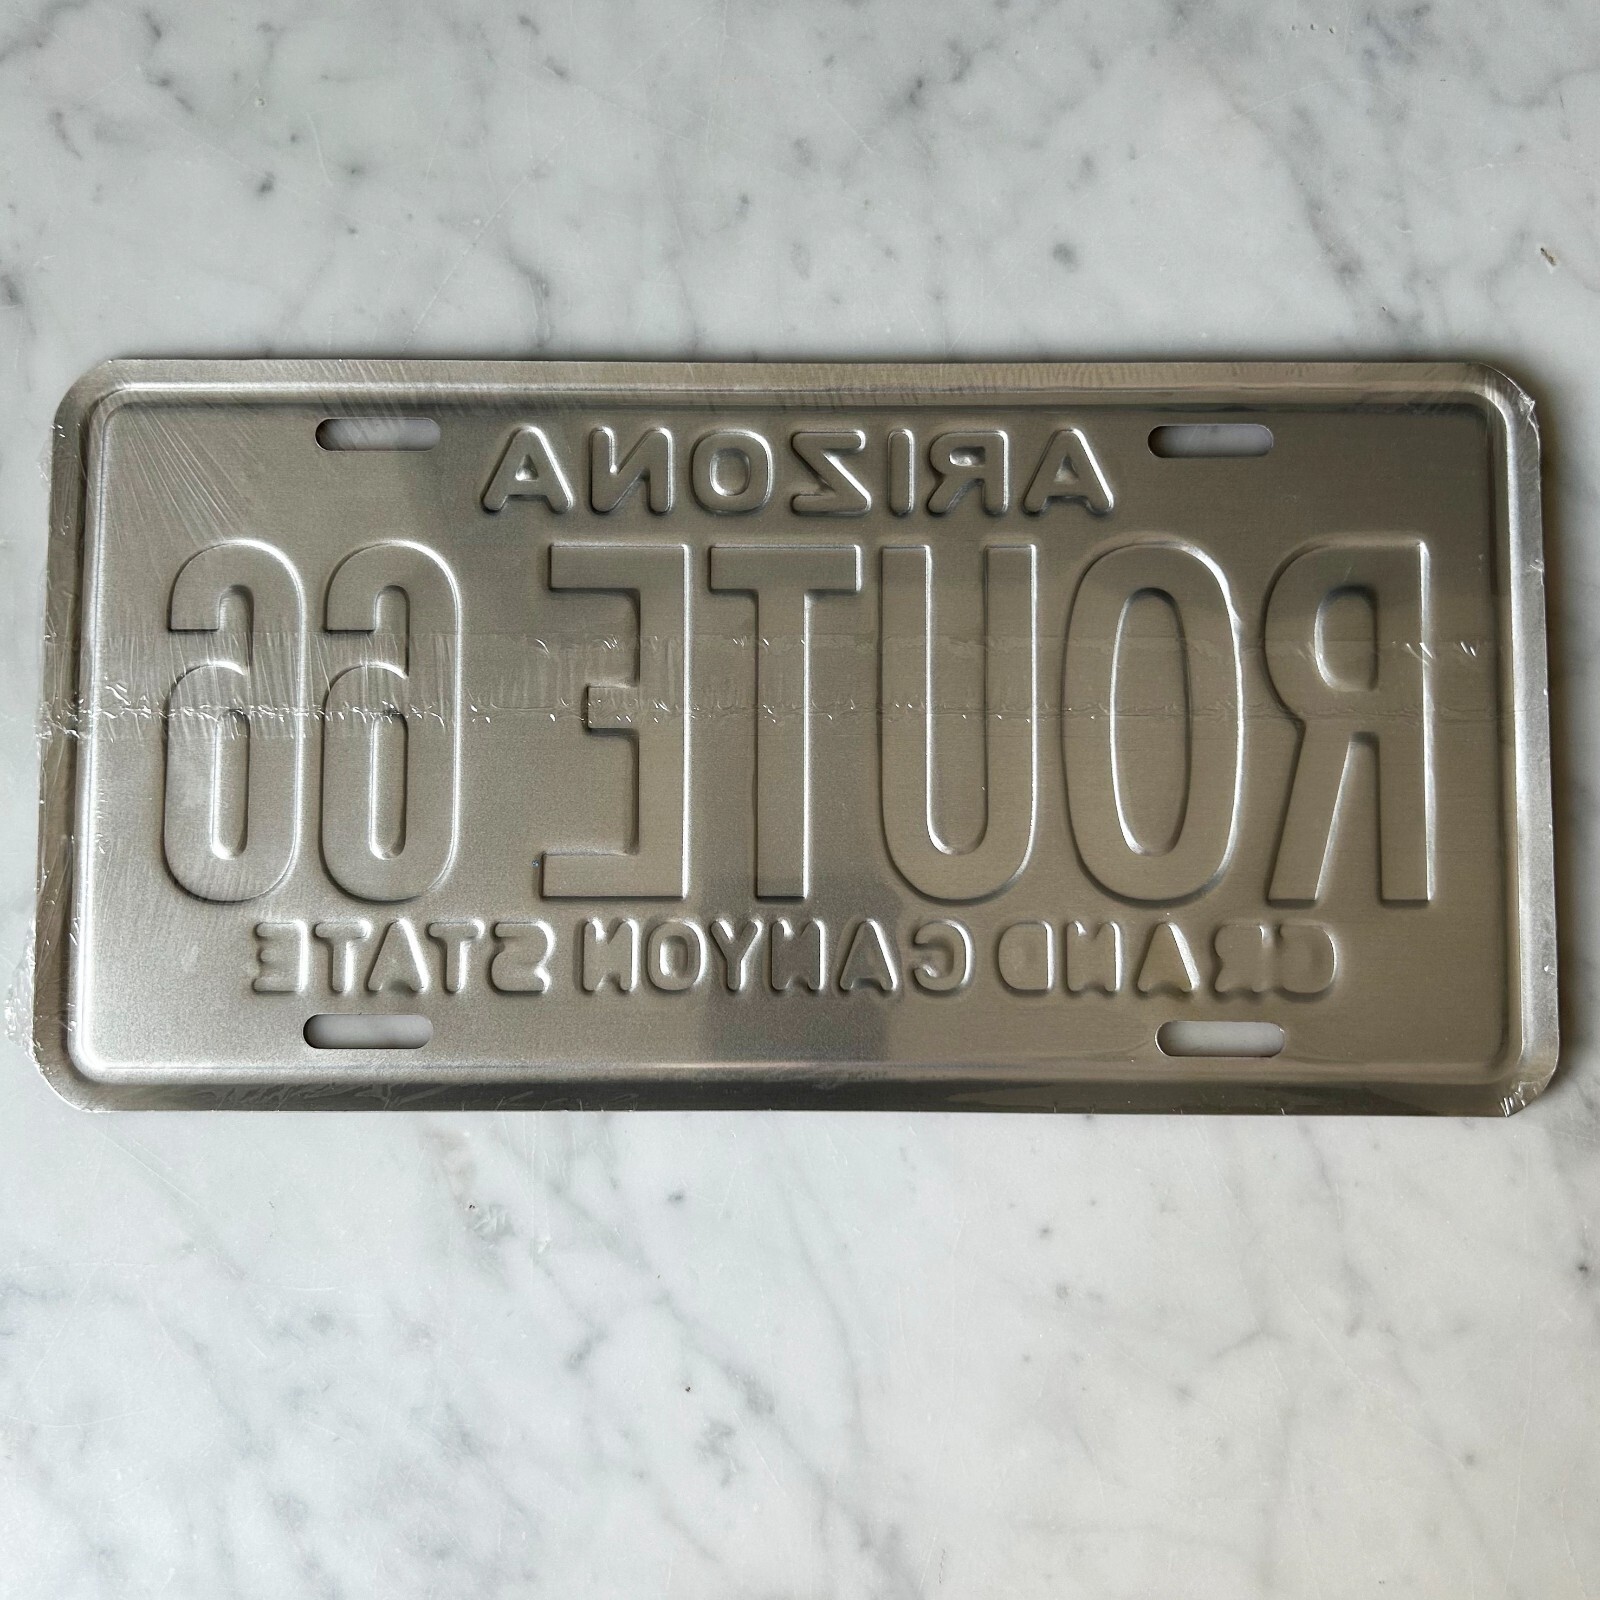 ARIZONA
ROUTE 66
GRAND CANYON STATE